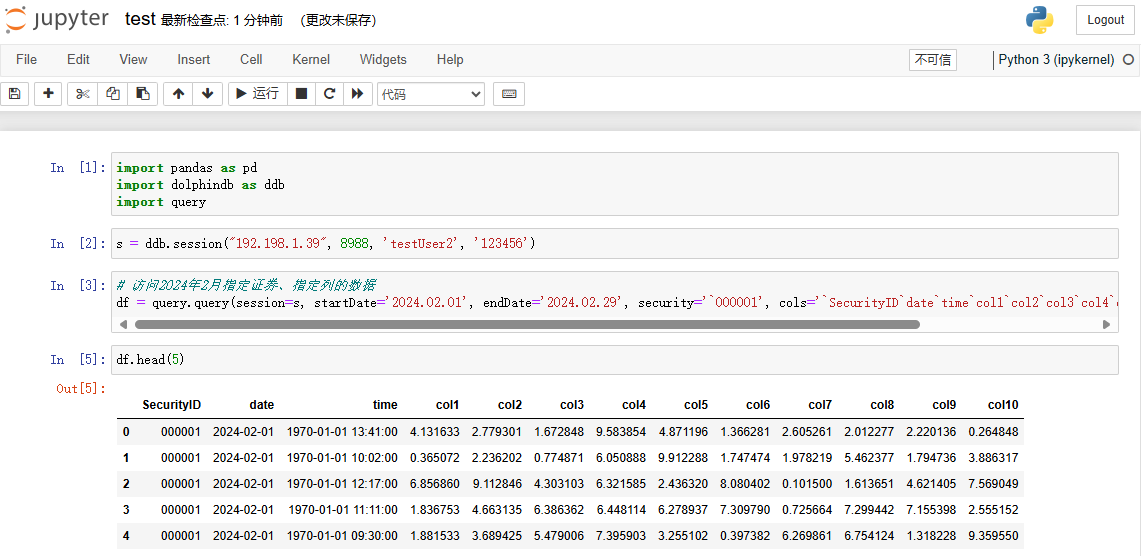 jupyter test 最新检查点: 1 分钟前 (更改未保存)
Logout
File Edit View Insert Cell Kernel Widgets Help 不可信 Python 3 (ipykernel)
运行 代码
In [1]: import pandas as pd
import dolphindb as ddb
import query
In [2]: s = ddb.session("192.198.1.39", 8988, 'testUser2', '123456')
In [3]: # 访问2024年2月指定证券、指定列的数据
df = query.query(session=s, startDate='2024.02.01', endDate='2024.02.29', security='`000001', cols='`SecurityID`date`time`col1`col2`col3`col4`
In [5]: df.head(5)
Out[5]:
SecurityID date time col1 col2 col3 col4 col5 col6 col7 col8 col9 col10
0 000001 2024-02-01 1970-01-01 13:41:00 4.131633 2.779301 1.672848 9.583854 4.871196 1.366281 2.605261 2.012277 2.220136 0.264848
1 000001 2024-02-01 1970-01-01 10:02:00 0.365072 2.236202 0.774871 6.050888 9.912288 1.747474 1.978219 5.462377 1.794736 3.886317
2 000001 2024-02-01 1970-01-01 12:17:00 6.856860 9.112846 4.303103 6.321585 2.436320 8.080402 0.101500 1.613651 4.621405 7.569049
3 000001 2024-02-01 1970-01-01 11:11:00 1.836753 4.663135 6.386362 6.448114 6.278937 7.309790 0.725664 7.299442 7.155398 2.555152
4 000001 2024-02-01 1970-01-01 09:30:00 1.881533 3.689425 5.479006 7.395903 3.255102 0.397382 6.269861 6.754124 1.318228 9.359550